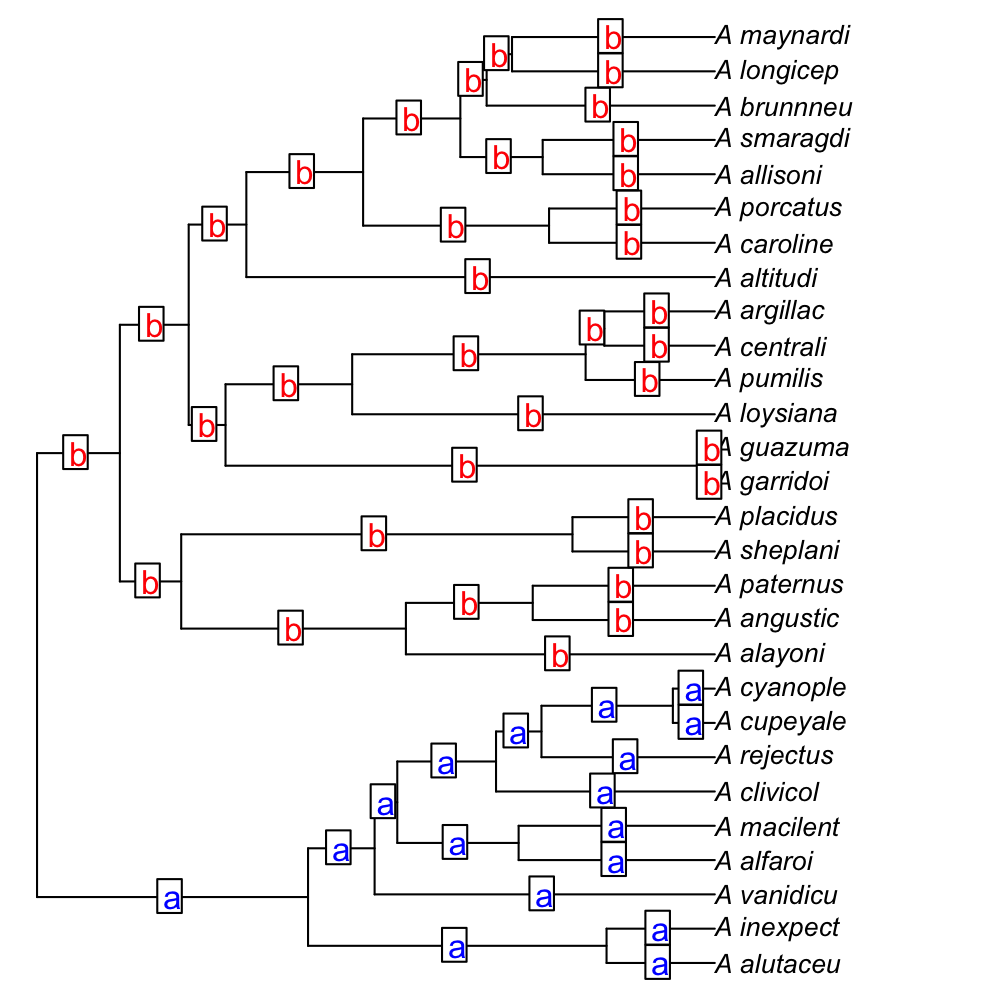 b A maynardi
b
b b A longicep
b b A brunnneu
b A smaragdi
b
b b A allisoni
b A porcatus
b b b A caroline
b A altitudi
b A argillac
b b A centrali
b b b A pumilis
b b A loysiana
b A guazuma
b b b A garridoi
b A placidus
b b A sheplani
b b A paternus
b b A angustic
b b A alayoni
a A cyanople
a a A cupeyale
a a A rejectus
a a A clivicol
a a A macilent
a a a A alfaroi
a a A vanidicu
a A inexpect
a a A alutaceu